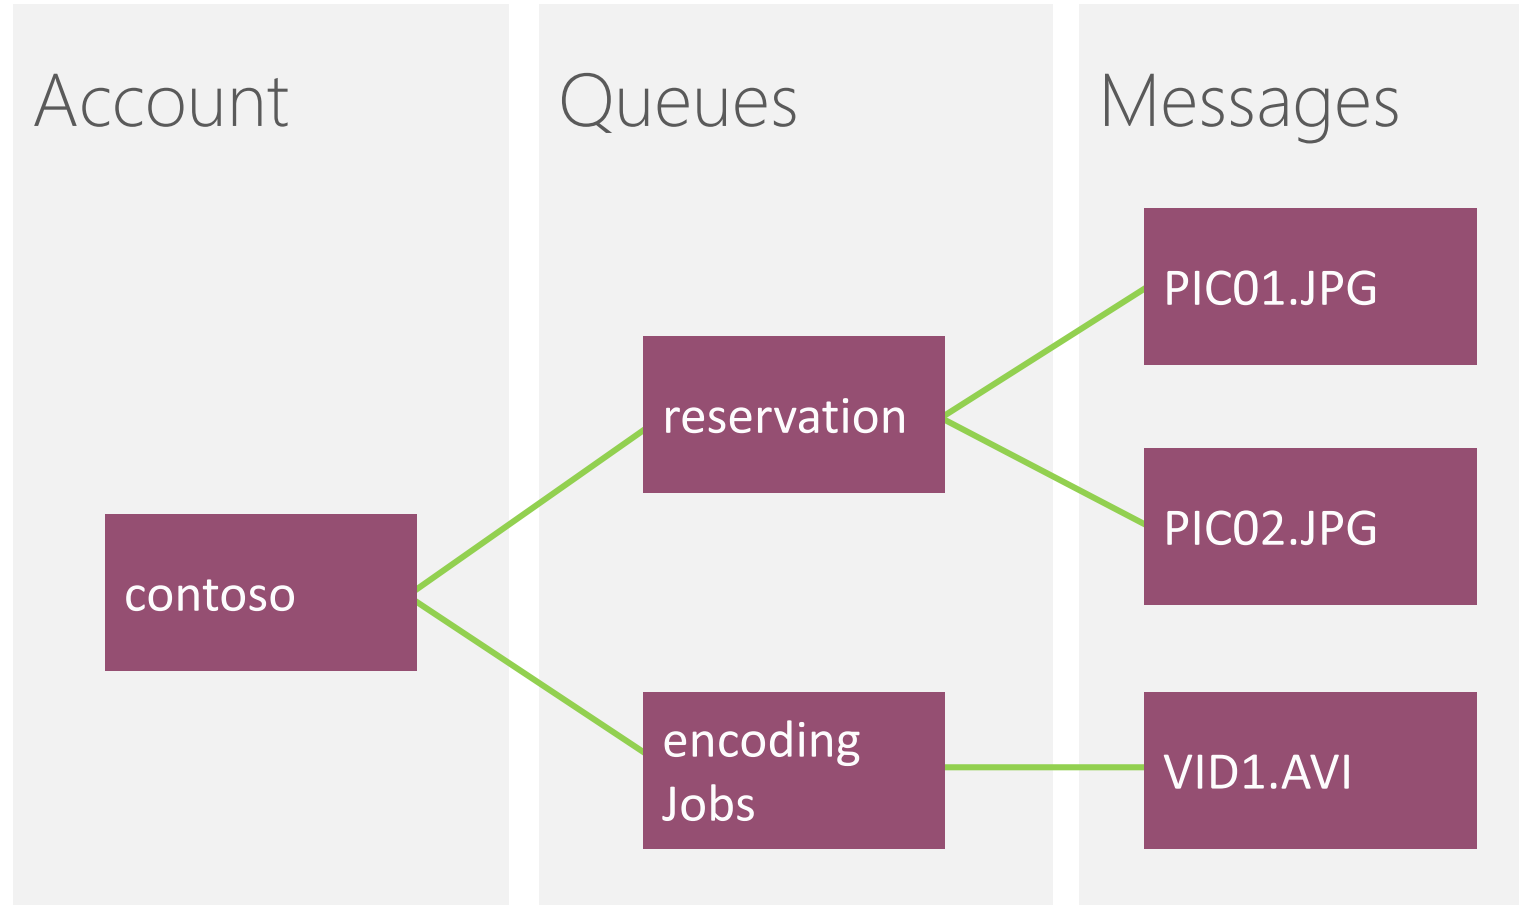 Account
Queues
Messages
contoso
reservation
encoding
Jobs
PIC01.JPG
PIC02.JPG
VID1.AVI